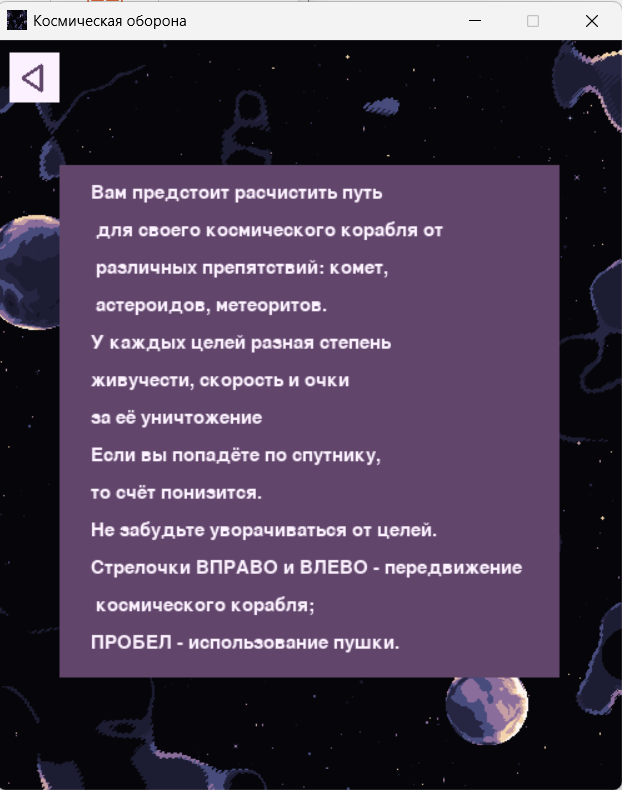 Космическая оборона
Вам предстоит расчистить путь
для своего космического корабля от
различных препятствий: комет,
астероидов, метеоритов.
У каждых целей разная степень
живучести, скорость и очки
за её уничтожение
Если вы попадёте по спутнику,
то счёт понизится.
Не забудьте уворачиваться от целей.
Стрелочки ВПРАВО и ВЛЕВО - передвижение
космического корабля;
ПРОБЕЛ - использование пушки.